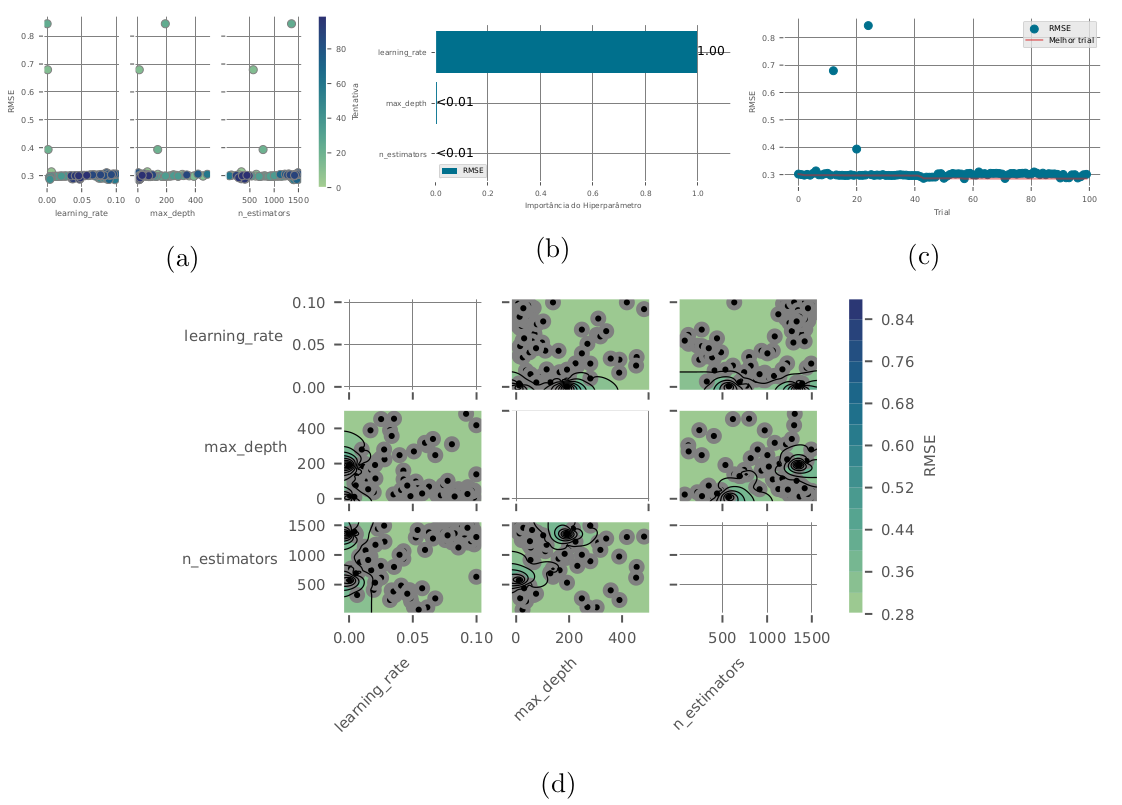 0.8
0.7
0.6
0.5
0.4
0.3
RMSE
0.00 0.05 0.10
learning_rate
0 200 400
max_depth
500 1000 1500
n_estimators
80
60
40
20
0
Tentativa
(a)
learning_rate
max_depth
n_estimators
1.00
<0.01
<0.01
RMSE
0.0 0.2 0.4 0.6 0.8 1.0
Importância do Hiperparâmetro
(b)
RMSE
Melhor trial
0.8
0.7
0.6
0.5
0.4
0.3
RMSE
0 20 40 60 80 100
Trial
(c)
learning_rate
0.10
0.05
0.00
max_depth
400
200
0
n_estimators
1500
1000
500
0.00 0.05 0.10
0 200 400
500 1000 1500
learning_rate
max_depth
n_estimators
0.84
0.76
0.68
0.60
0.52
0.44
0.36
0.28
RMSE
(d)